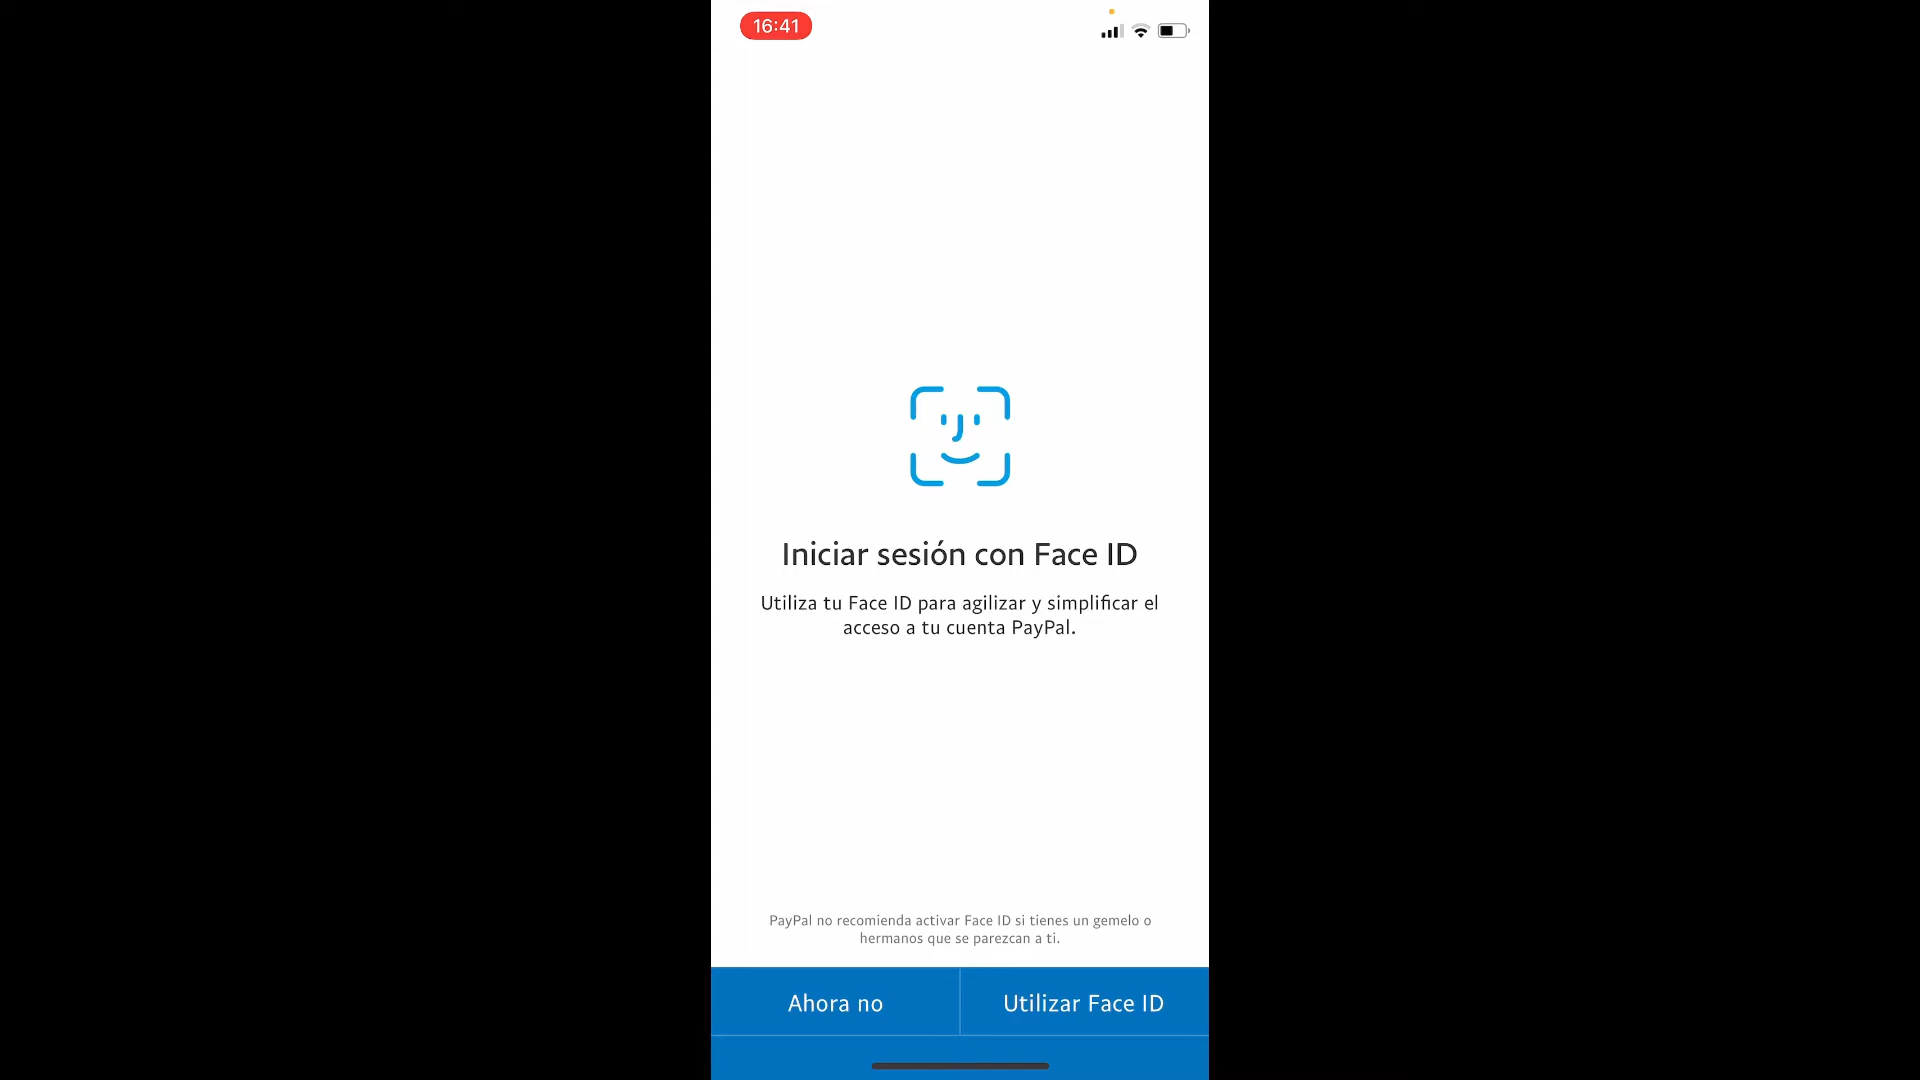 16:41
Iniciar sesión con Face ID
Utiliza tu Face ID para agilizar y simplificar el
acceso a tu cuenta PayPal.
PayPal no recomienda activar Face ID si tienes un gemelo o
hermanos que se parezcan a ti.
Ahora no
Utilizar Face ID